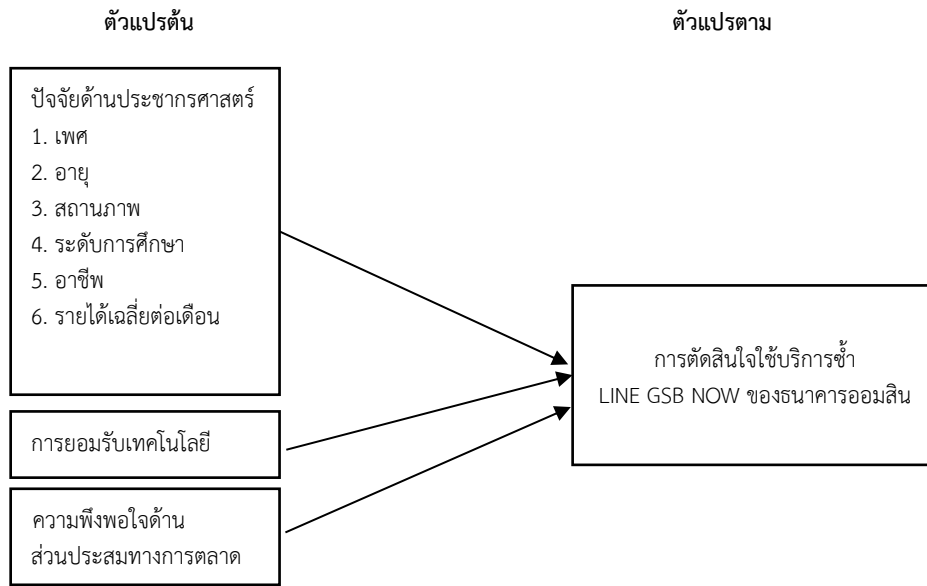 ตัวแปรต้น
ตัวแปรตาม
ปัจจัยด้านประชากรศาสตร์
1. เพศ
2. อายุ
3. สถานภาพ
4. ระดับการศึกษา
5. อาชีพ
6. รายได้เฉลี่ยต่อเดือน
การยอมรับเทคโนโลยี
ความพึงพอใจด้าน
ส่วนประสมทางการตลาด
การตัดสินใจใช้บริการซ้ำ
LINE GSB NOW ของธนาคารออมสิน